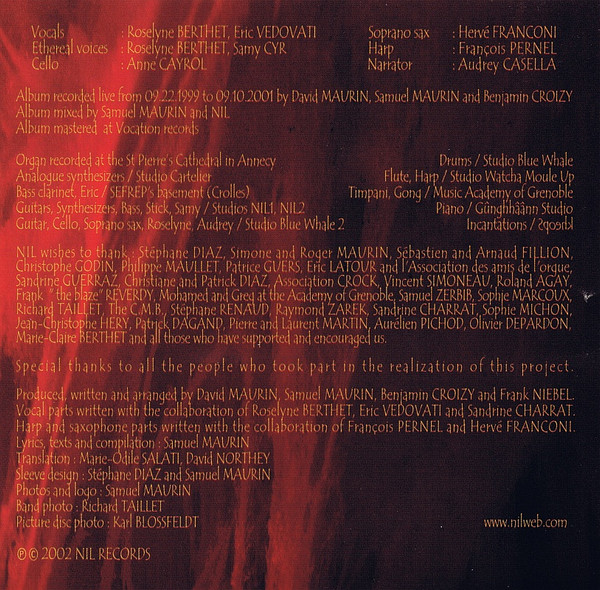 Vocals : Roselyne BERTHET, Eric VEDOVATI
Ethereal voices : Roselyne BERTHET, Samy CYR
Cello : Anne CAYROL
Soprano sax : Hervé FRANCONI
Harp : François PERNEL
Narrator : Audrey CASELLA
Album recorded live from 09.22.1999 to 09.10.2001 by David MAURIN, Samuel MAURIN and Benjamin CROIZY
Album mixed by Samuel MAURIN and NIL
Album mastered at Vocation records
Organ recorded at the St Pierre's Cathedral in Annecy
Analogue synthesizers / Studio Cartelier
Bass clarinet, Eric / SEFREP's basement (Crolles)
Guitars, Synthesizers, Bass, Stick, Samy / Studios NIL1, NIL2
Guitar, Cello, Soprano sax, Roselyne, Audrey / Studio Blue Whale 2
Drums / Studio Blue Whale
Flute, Harp / Studio Watcha Moule Up
Timpani, Gong / Music Academy of Grenoble
Piano / Gûnğhhâânn Studio
Incantations /
NIL wishes to thank : Stéphane DIAZ, Simone and Roger MAURIN, Sébastien and Arnaud FILLION,
Christophe GODIN, Philippe MAULLET, Patrice GUERS, Eric LATOUR and l'Association des amis de l'orgue,
Sandrine GUERRAZ, Christiane and Patrick DIAZ, Association CROCK, Vincent SIMONEAU, Roland AGAY,
Frank "the blaze" REVERDY, Mohamed and Greg at the Academy of Grenoble, Samuel ZERBIB, Sophie MARCOUX,
Richard TAILLET, The C.M.B., Stéphane RENAUD, Raymond ZAREK, Sandrine CHARRAT, Sophie MICHON,
Jean-Christophe HERY, Patrick DAGAND, Pierre and Laurent MARTIN, Aurélien PICHOD, Olivier DEPARDON,
Marie-Claire BERTHET and all those who have supported and encouraged us.
Special thanks to all the people who took part in the realization of this project.
Produced, written and arranged by David MAURIN, Samuel MAURIN, Benjamin CROIZY and Frank NIEBEL.
Vocal parts written with the collaboration of Roselyne BERTHET, Eric VEDOVATI and Sandrine CHARRAT.
Harp and saxophone parts written with the collaboration of François PERNEL and Hervé FRANCONI.
Lyrics, texts and compilation : Samuel MAURIN
Translation : Marie-Odile SALATI, David NORTHEY
Sleeve design : Stéphane DIAZ and Samuel MAURIN
Photos and logo : Samuel MAURIN
Band photo : Richard TAILLET
Picture disc photo : Karl BLOSSFELDT
www.nilweb.com
℗ © 2002 NIL RECORDS